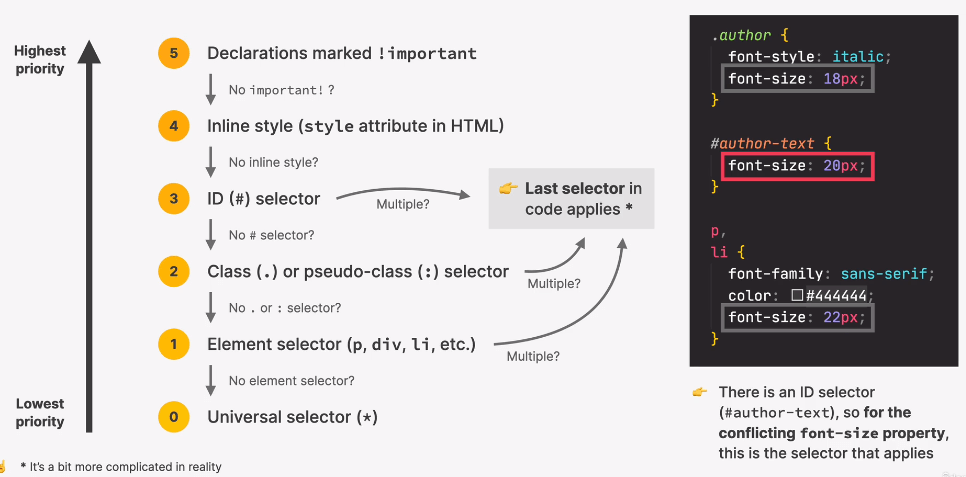 Highest
priority
5 Declarations marked !important
No important! ?
4 Inline style (style attribute in HTML)
No inline style?
3 ID (#) selector
Multiple?
👉 Last selector in
code applies *
No # selector?
2 Class (.) or pseudo-class (:) selector
Multiple?
No . or : selector?
1 Element selector (p, div, li, etc.)
Multiple?
No element selector?
Lowest
priority
0 Universal selector (*)
* It's a bit more complicated in reality
.author {
font-style: italic;
font-size: 18px;
}
#author-text {
font-size: 20px;
}
p,
li {
font-family: sans-serif;
color: #444444;
font-size: 22px;
}
👉 There is an ID selector
(#author-text), so for the
conflicting font-size property,
this is the selector that applies